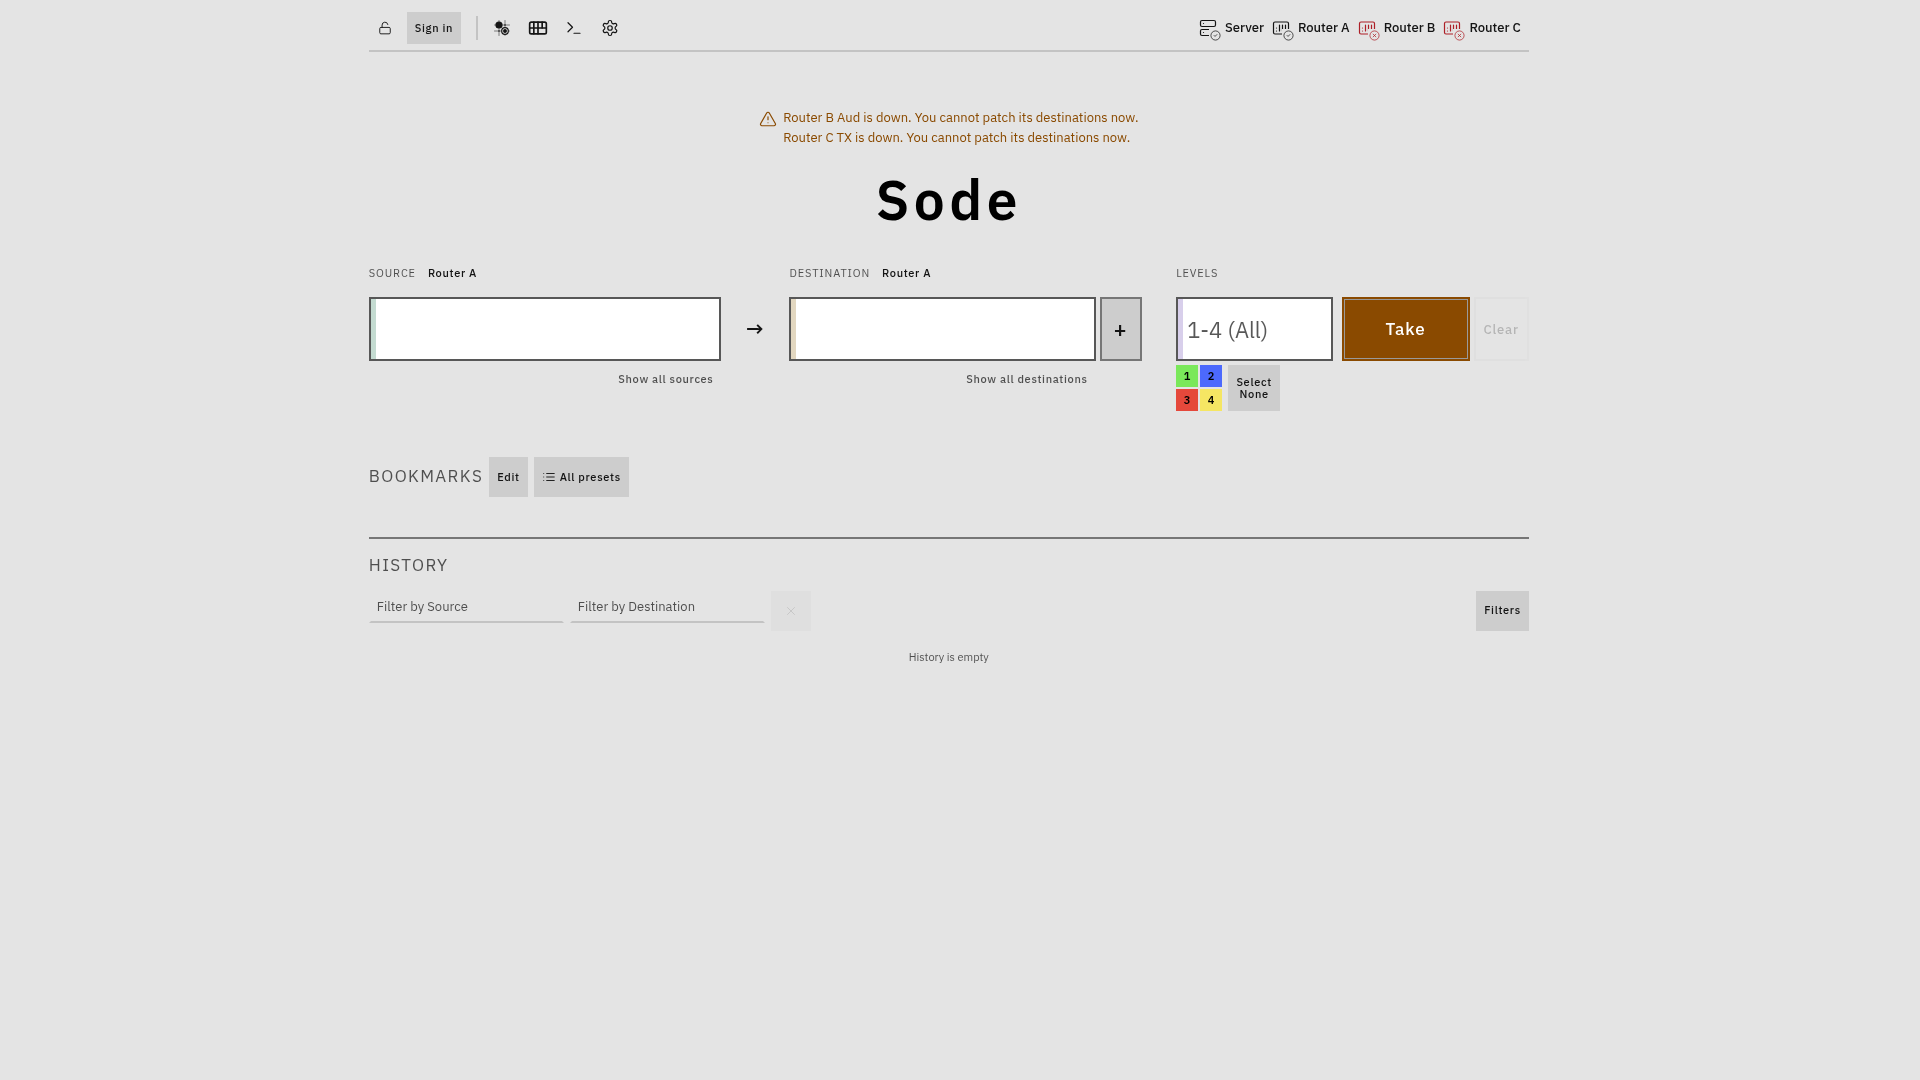 Sign in
Server
Router A
Router B
Router C
Router B Aud is down. You cannot patch its destinations now.
Router C TX is down. You cannot patch its destinations now.
Sode
SOURCE Router A
DESTINATION Router A
LEVELS
+
1-4 (All)
Take
Clear
Show all sources
Show all destinations
1 2
3 4
Select
None
BOOKMARKS
Edit
All presets
HISTORY
Filter by Source
Filter by Destination
Filters
History is empty